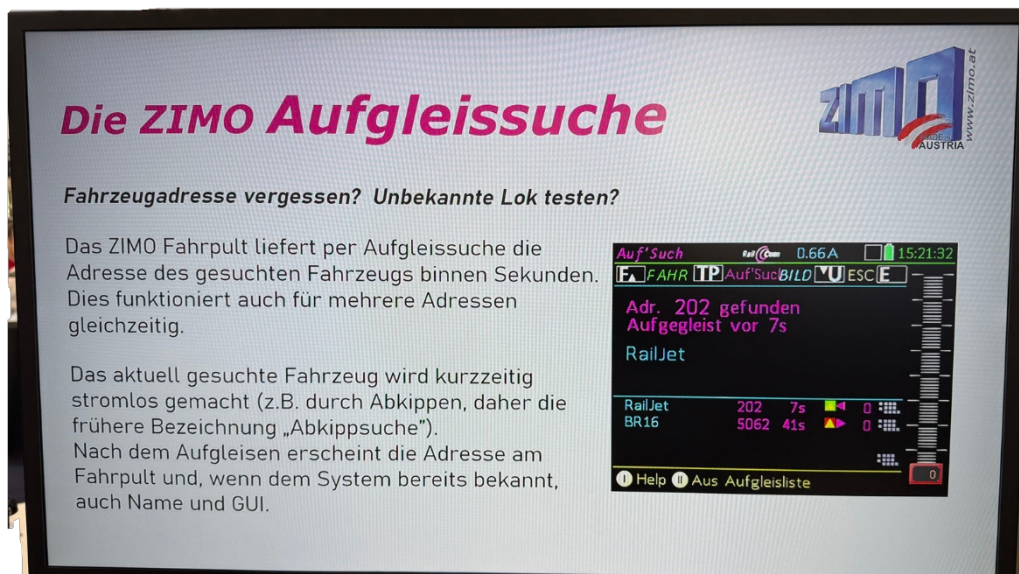 Die ZIMO Aufgleissuche
ZIMO
www.zimo.at
MADE IN
AUSTRIA
Fahrzeugadresse vergessen? Unbekannte Lok testen?
Das ZIMO Fahrpult liefert per Aufgleissuche die
Adresse des gesuchten Fahrzeugs binnen Sekunden.
Dies funktioniert auch für mehrere Adressen
gleichzeitig.
Das aktuell gesuchte Fahrzeug wird kurzzeitig
stromlos gemacht (z.B. durch Abkippen, daher die
frühere Bezeichnung „Abkippsuche").
Nach dem Aufgleisen erscheint die Adresse am
Fahrpult und, wenn dem System bereits bekannt,
auch Name und GUI.
Auf'Such RailCom 0.66A 15:21:32
F FAHR TP Auf'Suc BILD U ESC E
Adr. 202 gefunden
Aufgegleist vor 7s
RailJet
RailJet 202 7s 0
BR16 5062 41s 0
0
I Help II Aus Aufgleisliste